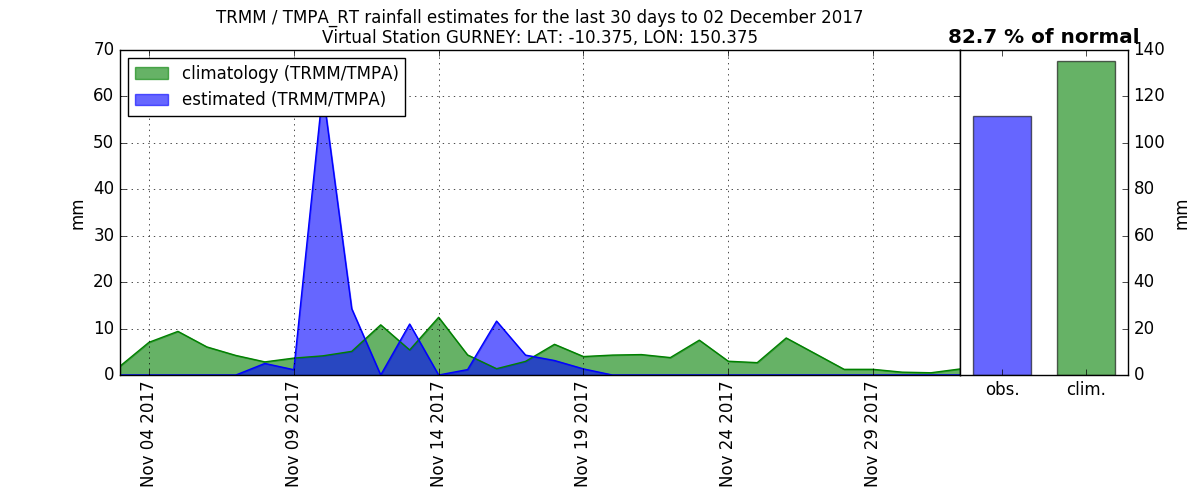 TRMM / TMPA_RT rainfall estimates for the last 30 days to 02 December 2017
Virtual Station GURNEY: LAT: -10.375, LON: 150.375
82.7 % of normal
climatology (TRMM/TMPA)
estimated (TRMM/TMPA)
70
60
50
40
30
20
10
0
mm
Nov 04 2017
Nov 09 2017
Nov 14 2017
Nov 19 2017
Nov 24 2017
Nov 29 2017
obs.
clim.
140
120
100
80
60
40
20
0
mm